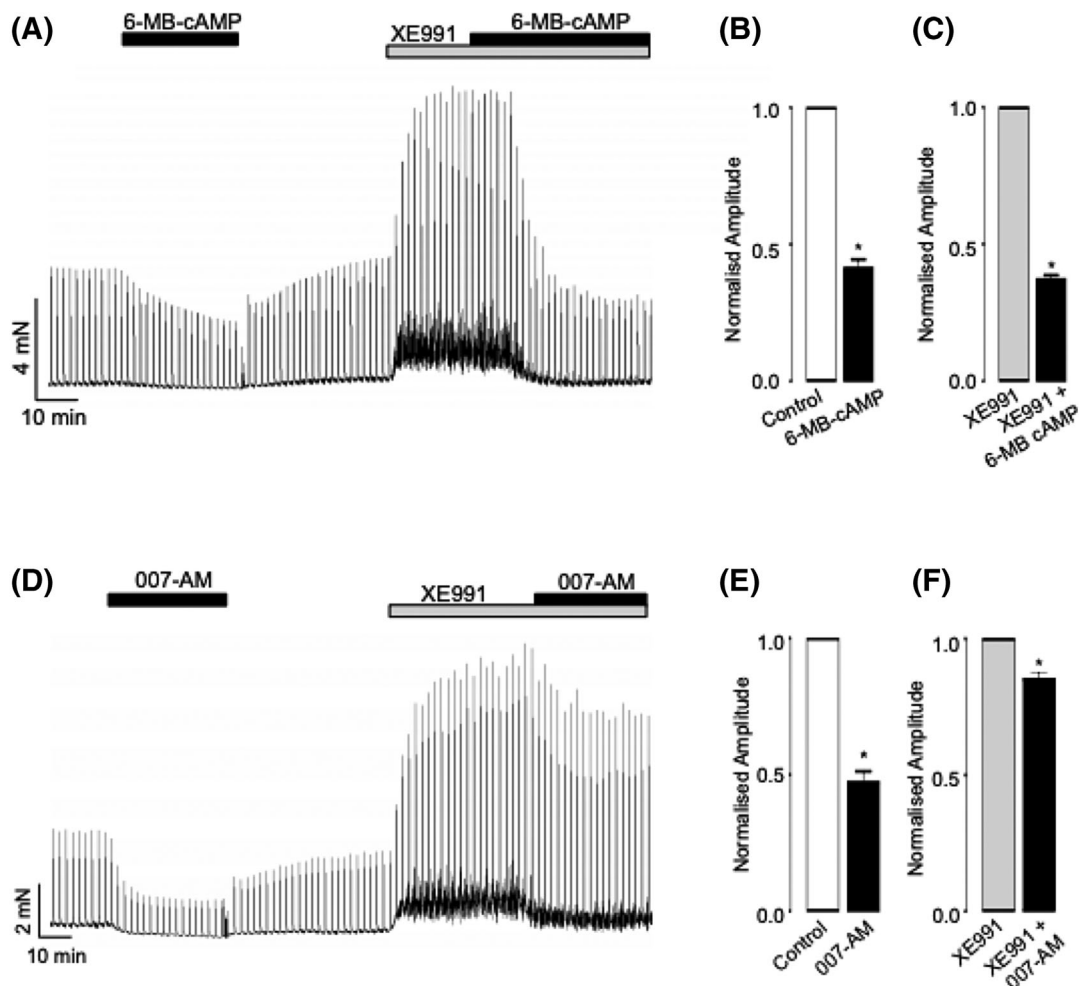 (A)
6-MB-cAMP
XE991
6-MB-cAMP
4 mN
10 min
(B)
Normalisd Amplitude
1.0
0.5
0.0
*
Control
6-MB-cAMP
(C)
Normalised Amplitude
1.0
0.5
0.0
*
XE991
XE991 +
6-MB cAMP
(D)
007-AM
XE991
007-AM
2 mN
10 min
(E)
Normalised Amplitude
1.0
0.5
0.0
*
Control
007-AM
(F)
Normalised Amplitude
1.0
0.5
0.0
*
XE991
XE991 +
007-AM